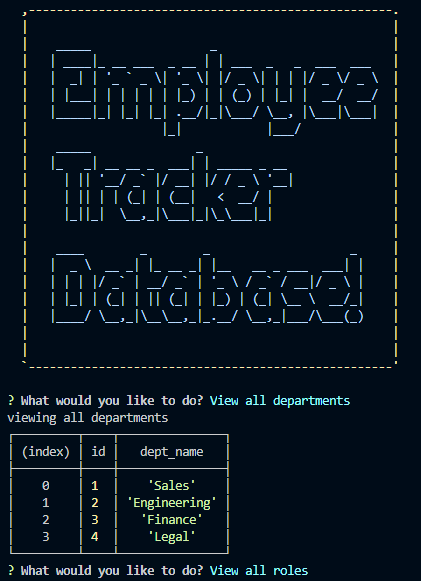 Employee
Tracker
Database!
? What would you like to do? View all departments
viewing all departments
(index) id dept_name
0 1 'Sales'
1 2 'Engineering'
2 3 'Finance'
3 4 'Legal'
? What would you like to do? View all roles